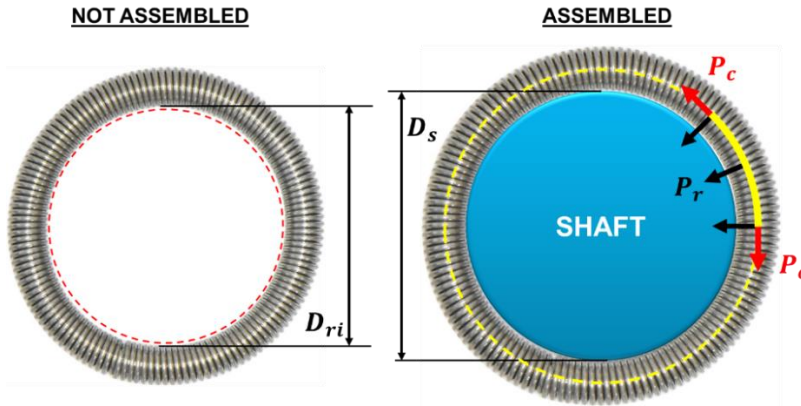 NOT ASSEMBLED
ASSEMBLED
D_ri
D_s
P_c
P_r
SHAFT
P_c